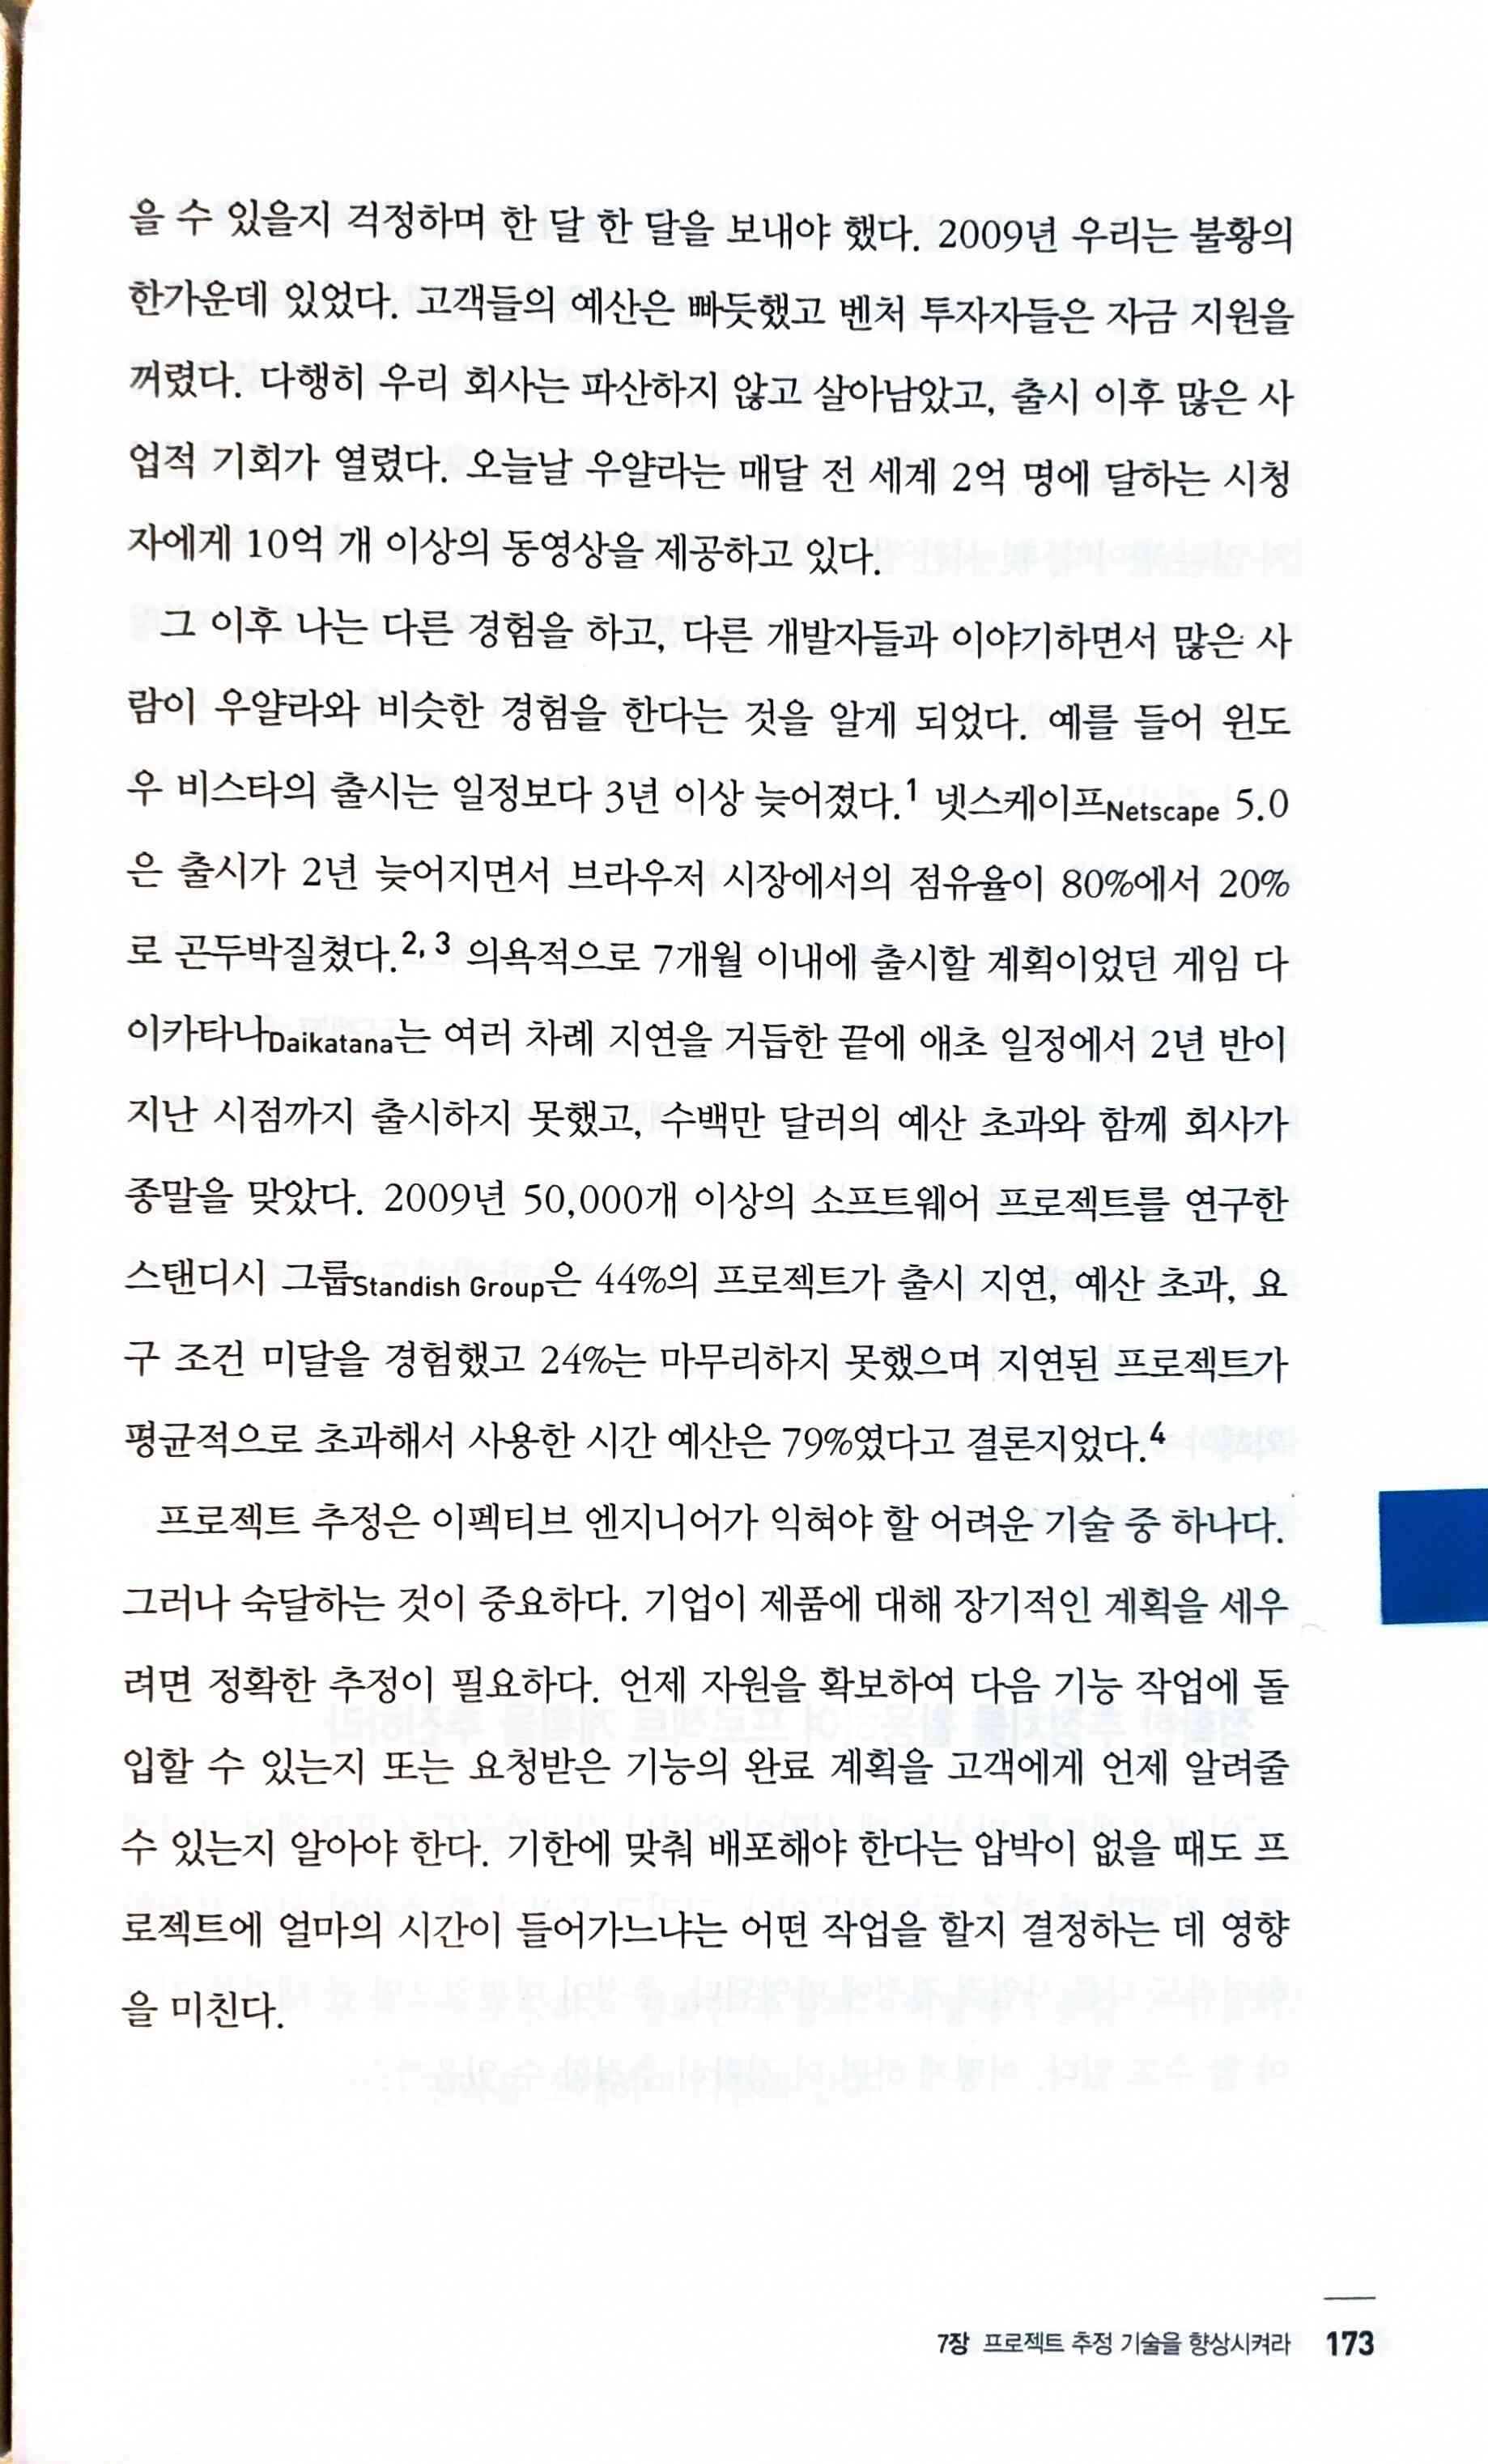 을 수 있을지 걱정하며 한 달 한 달을 보내야 했다. 2009년 우리는 불황의
한가운데 있었다. 고객들의 예산은 빠듯했고 벤처 투자자들은 자금 지원을
꺼렸다. 다행히 우리 회사는 파산하지 않고 살아남았고, 출시 이후 많은 사
업적 기회가 열렸다. 오늘날 우얄라는 매달 전 세계 2억 명에 달하는 시청
자에게 10억 개 이상의 동영상을 제공하고 있다.
그 이후 나는 다른 경험을 하고, 다른 개발자들과 이야기하면서 많은 사
람이 우얄라와 비슷한 경험을 한다는 것을 알게 되었다. 예를 들어 윈도
우 비스타의 출시는 일정보다 3년 이상 늦어졌다.1 넷스케이프Netscape 5.0
은 출시가 2년 늦어지면서 브라우저 시장에서의 점유율이 80%에서 20%
로 곤두박질쳤다.2, 3 의욕적으로 7개월 이내에 출시할 계획이었던 게임 다
이카타나Daikatana는 여러 차례 지연을 거듭한 끝에 애초 일정에서 2년 반이
지난 시점까지 출시하지 못했고, 수백만 달러의 예산 초과와 함께 회사가
종말을 맞았다. 2009년 50,000개 이상의 소프트웨어 프로젝트를 연구한
스탠디시 그룹Standish Group은 44%의 프로젝트가 출시 지연, 예산 초과, 요
구 조건 미달을 경험했고 24%는 마무리하지 못했으며 지연된 프로젝트가
평균적으로 초과해서 사용한 시간 예산은 79%였다고 결론지었다.4
프로젝트 추정은 이펙티브 엔지니어가 익혀야 할 어려운 기술 중 하나다.
그러나 숙달하는 것이 중요하다. 기업이 제품에 대해 장기적인 계획을 세우
려면 정확한 추정이 필요하다. 언제 자원을 확보하여 다음 기능 작업에 돌
입할 수 있는지 또는 요청받은 기능의 완료 계획을 고객에게 언제 알려줄
수 있는지 알아야 한다. 기한에 맞춰 배포해야 한다는 압박이 없을 때도 프
로젝트에 얼마의 시간이 들어가느냐는 어떤 작업을 할지 결정하는 데 영향
을 미친다.
7장 프로젝트 추정 기술을 향상시켜라 173